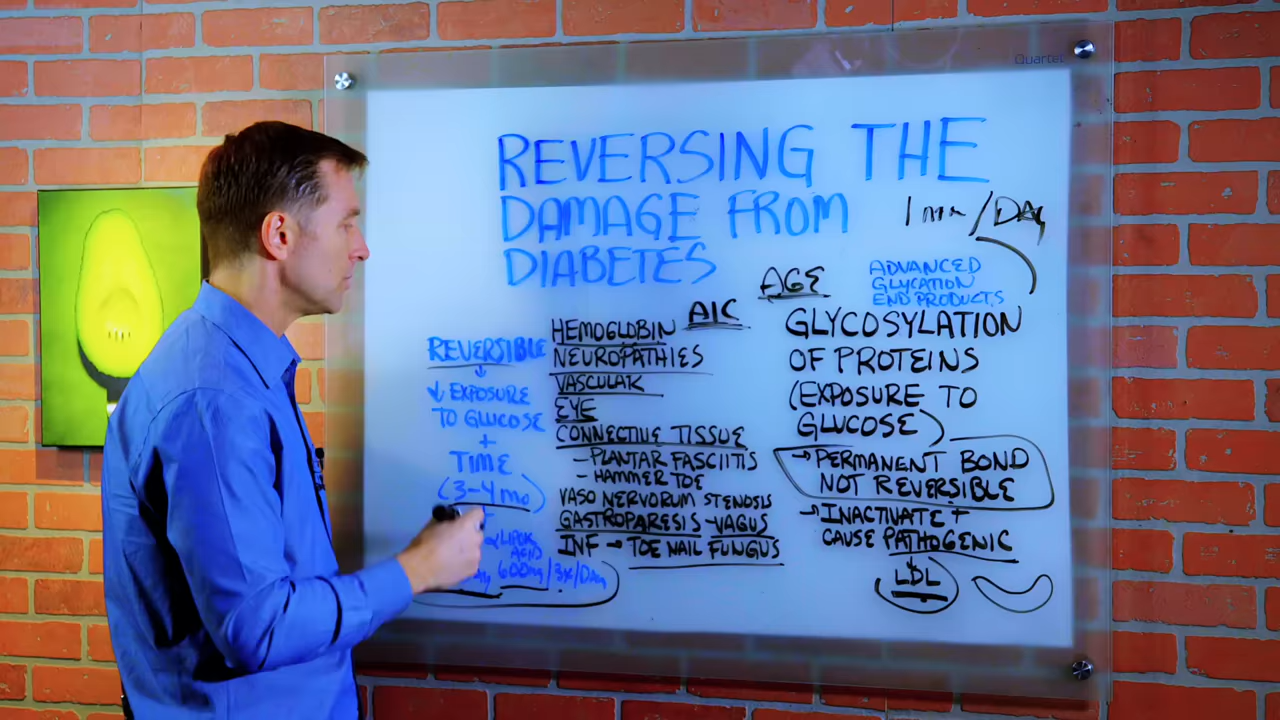 Quartet
REVERSING THE
DAMAGE FROM
DIABETES
1 mm/DAY
AGE
ADVANCED
GLYCATION
END PRODUCTS
GLYCOSYLATION
OF PROTEINS
(EXPOSURE TO
GLUCOSE)
→ PERMANENT BOND
NOT REVERSIBLE
→ INACTIVATE +
CAUSE PATHOGENIC
LDL
A1C
HEMOGLOBIN
NEUROPATHIES
VASCULAR
EYE
CONNECTIVE TISSUE
- PLANTAR FASCIITIS
- HAMMER TOE
VASO NERVORUM STENOSIS
GASTROPARESIS - VAGUS
INF → TOE NAIL FUNGUS
REVERSIBLE
↓
↓ EXPOSURE
TO GLUCOSE
+
TIME
(3-4 mo)
LIPOIC
ACID
600mg/3x/DAY